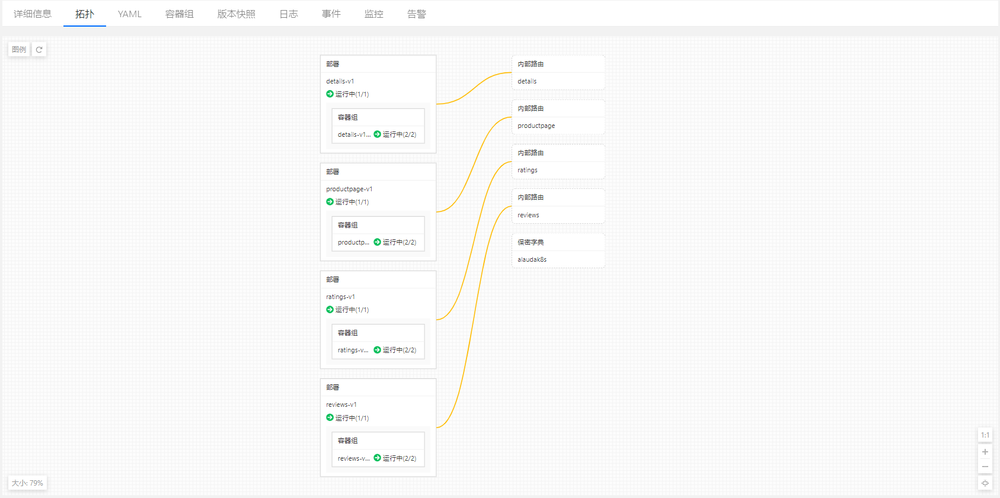 详细信息
拓扑
YAML
容器组
版本快照
日志
事件
监控
告警
图例
部署
details-v1
运行中(1/1)
容器组
details-v1... 运行中(2/2)
部署
productpage-v1
运行中(1/1)
容器组
productp... 运行中(2/2)
部署
ratings-v1
运行中(1/1)
容器组
ratings-v... 运行中(2/2)
部署
reviews-v1
运行中(1/1)
容器组
reviews-v... 运行中(2/2)
内部路由
details
内部路由
productpage
内部路由
ratings
内部路由
reviews
保密字典
alaudak8s
1:1
大小: 79%